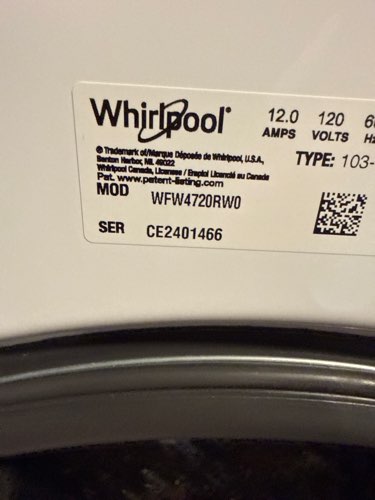 Whirlpool®
12.0 120
AMPS VOLTS
TYPE: 103-
® Trademark of/Marque Déposée de Whirlpool, U.S.A.,
Benton Harbor, MI. 49022
Whirlpool Canada, Licensee / Emploi Licencié au Canada
Pat. www.patent-listing.com
MOD WFW4720RW0
SER CE2401466